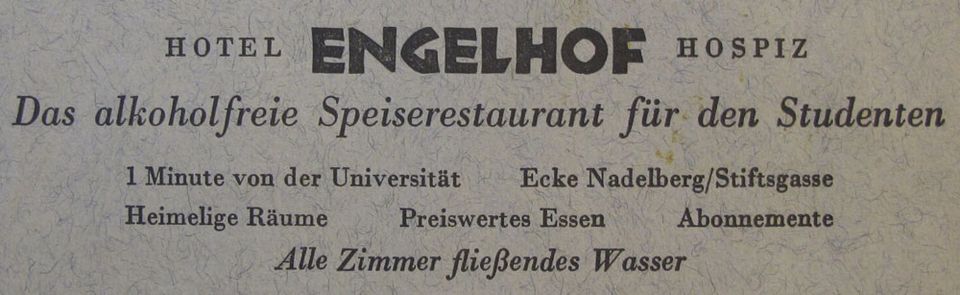 HOTEL ENGELHOF HOSPIZ
Das alkoholfreie Speiserestaurant für den Studenten
1 Minute von der Universität Ecke Nadelberg/Stiftsgasse
Heimelige Räume Preiswertes Essen Abonnemente
Alle Zimmer fließendes Wasser